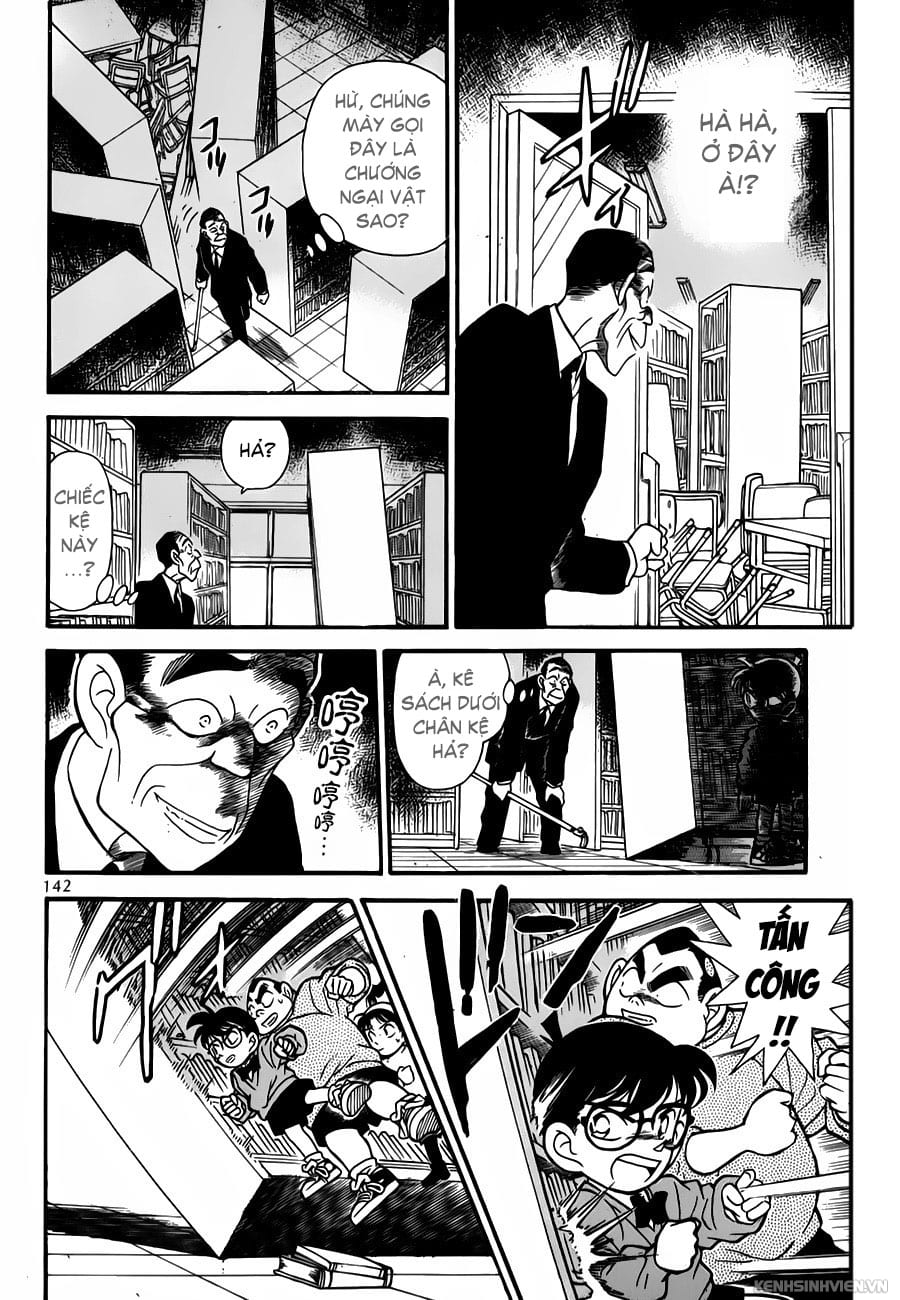 HÀ HÀ,
Ở ĐÂY
À!?
HỪ, CHÚNG
MÀY GỌI
ĐÂY LÀ
CHƯỚNG
NGẠI VẬT
SAO?
HẢ?
CHIẾC
KỆ
NÀY
...?
À, KÊ
SÁCH DƯỚI
CHÂN KỆ
HẢ?
哼哼哼哼…
142
TẤN
CÔNG
!!
KENHSINHVIEN.VN